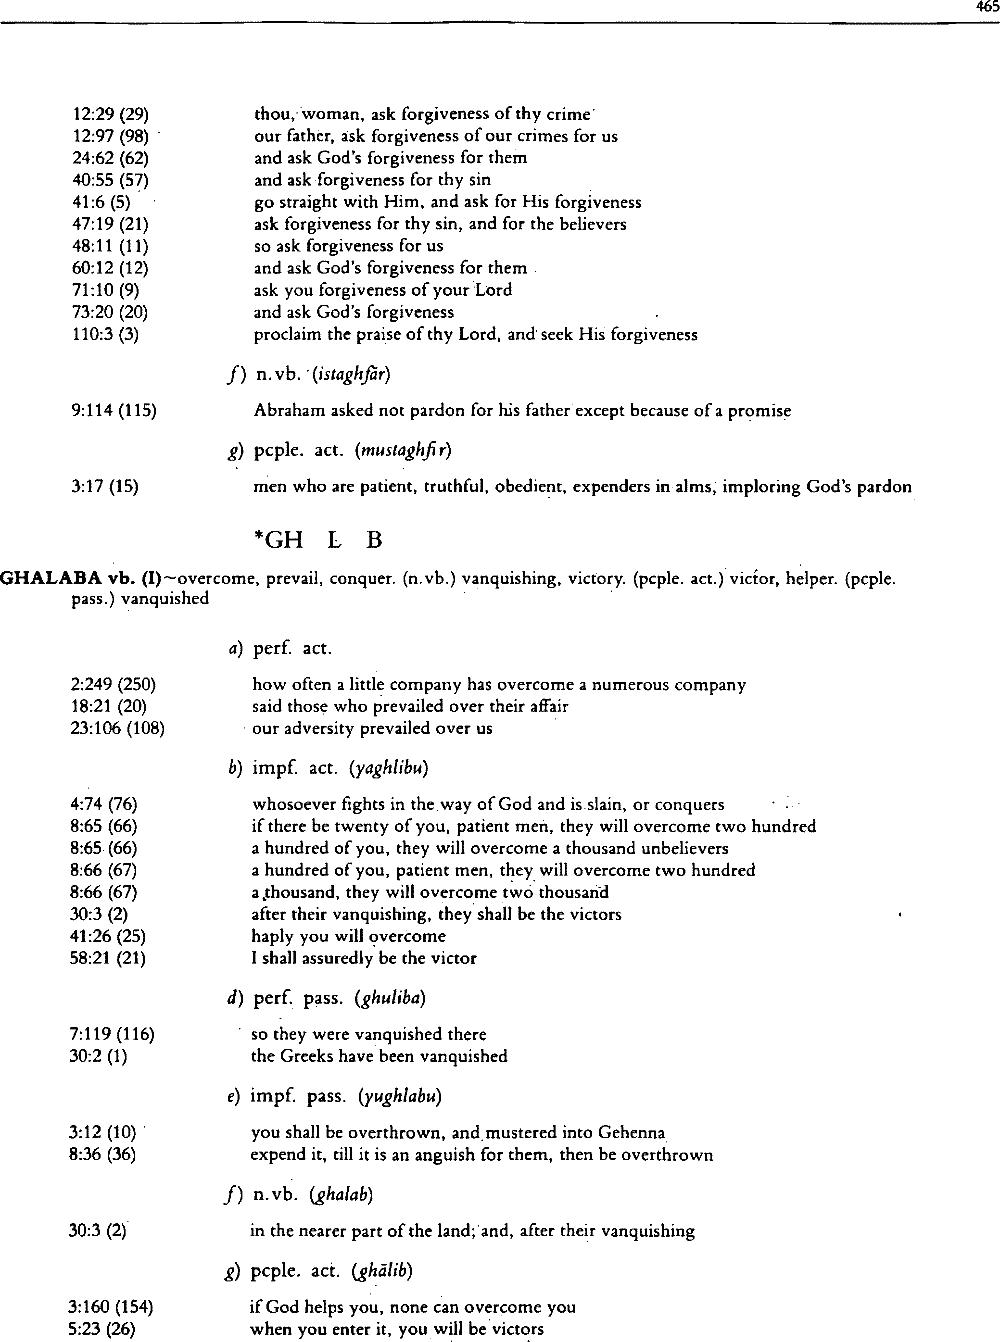 465
12:29 (29) thou, woman, ask forgiveness of thy crime
12:97 (98) our father, ask forgiveness of our crimes for us
24:62 (62) and ask God's forgiveness for them
40:55 (57) and ask forgiveness for thy sin
41:6 (5) go straight with Him, and ask for His forgiveness
47:19 (21) ask forgiveness for thy sin, and for the believers
48:11 (11) so ask forgiveness for us
60:12 (12) and ask God's forgiveness for them
71:10 (9) ask you forgiveness of your Lord
73:20 (20) and ask God's forgiveness
110:3 (3) proclaim the praise of thy Lord, and seek His forgiveness
f) n.vb. (istaghfār)
9:114 (115) Abraham asked not pardon for his father except because of a promise
g) pcple. act. (mustaghfir)
3:17 (15) men who are patient, truthful, obedient, expenders in alms, imploring God's pardon
*GH L B
GHALABA vb. (I)~overcome, prevail, conquer. (n.vb.) vanquishing, victory. (pcple. act.) victor, helper. (pcple.
pass.) vanquished
a) perf. act.
2:249 (250) how often a little company has overcome a numerous company
18:21 (20) said those who prevailed over their affair
23:106 (108) our adversity prevailed over us
b) impf. act. (yaghlibu)
4:74 (76) whosoever fights in the way of God and is slain, or conquers
8:65 (66) if there be twenty of you, patient men, they will overcome two hundred
8:65 (66) a hundred of you, they will overcome a thousand unbelievers
8:66 (67) a hundred of you, patient men, they will overcome two hundred
8:66 (67) a thousand, they will overcome two thousand
30:3 (2) after their vanquishing, they shall be the victors
41:26 (25) haply you will overcome
58:21 (21) I shall assuredly be the victor
d) perf. pass. (ghuliba)
7:119 (116) so they were vanquished there
30:2 (1) the Greeks have been vanquished
e) impf. pass. (yughlabu)
3:12 (10) you shall be overthrown, and mustered into Gehenna
8:36 (36) expend it, till it is an anguish for them, then be overthrown
f) n.vb. (ghalab)
30:3 (2) in the nearer part of the land; and, after their vanquishing
g) pcple. act. (ghālib)
3:160 (154) if God helps you, none can overcome you
5:23 (26) when you enter it, you will be victors